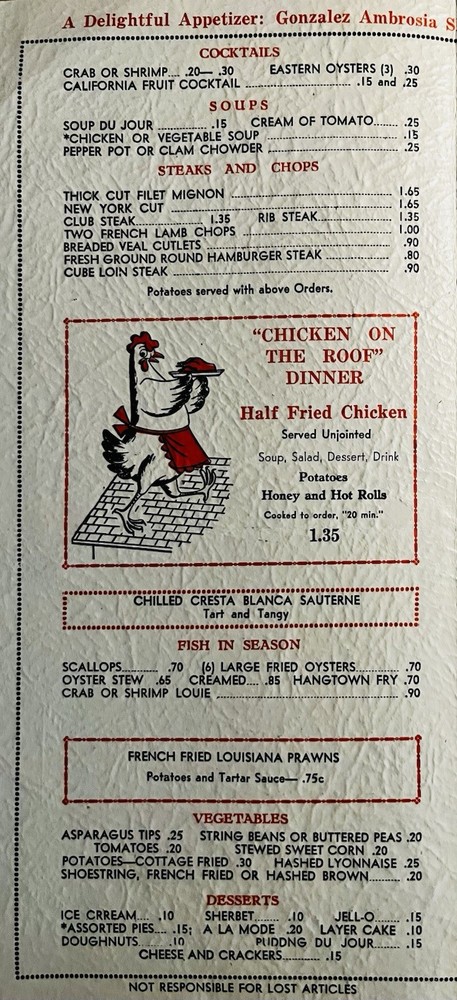 A Delightful Appetizer: Gonzalez Ambrosia S
COCKTAILS
CRAB OR SHRIMP.... .20— .30 EASTERN OYSTERS (3) .30
CALIFORNIA FRUIT COCKTAIL .15 and .25
SOUPS
SOUP DU JOUR .15 CREAM OF TOMATO .25
*CHICKEN OR VEGETABLE SOUP .15
PEPPER POT OR CLAM CHOWDER .25
STEAKS AND CHOPS
THICK CUT FILET MIGNON 1.65
NEW YORK CUT 1.65
CLUB STEAK 1.35 RIB STEAK 1.35
TWO FRENCH LAMB CHOPS 1.00
BREADED VEAL CUTLETS .90
FRESH GROUND ROUND HAMBURGER STEAK .80
CUBE LOIN STEAK .90
Potatoes served with above Orders.
"CHICKEN ON
THE ROOF"
DINNER
Half Fried Chicken
Served Unjointed
Soup, Salad, Dessert, Drink
Potatoes
Honey and Hot Rolls
Cooked to order, "20 min."
1.35
CHILLED CRESTA BLANCA SAUTERNE
Tart and Tangy
FISH IN SEASON
SCALLOPS .70 (6) LARGE FRIED OYSTERS .70
OYSTER STEW .65 CREAMED.... .85 HANGTOWN FRY .70
CRAB OR SHRIMP LOUIE .90
FRENCH FRIED LOUISIANA PRAWNS
Potatoes and Tartar Sauce— .75c
VEGETABLES
ASPARAGUS TIPS .25 STRING BEANS OR BUTTERED PEAS .20
TOMATOES .20 STEWED SWEET CORN .20
POTATOES—COTTAGE FRIED .30 HASHED LYONNAISE .25
SHOESTRING, FRENCH FRIED OR HASHED BROWN .20
DESSERTS
ICE CRREAM.... .10 SHERBET .10 JELL-O .15
*ASSORTED PIES.... .15; A LA MODE .20 LAYER CAKE .10
DOUGHNUTS .10 PUDDNG DU JOUR .15
CHEESE AND CRACKERS .15
NOT RESPONSIBLE FOR LOST ARTICLES